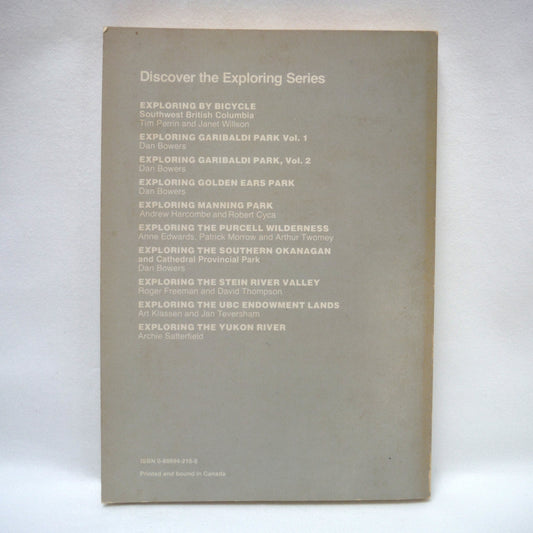 Discover the Exploring Series
EXPLORING BY BICYCLE
Southwest British Columbia
Tim Perrin and Janet Willson
EXPLORING GARIBALDI PARK Vol. 1
Dan Bowers
EXPLORING GARIBALDI PARK, Vol. 2
Dan Bowers
EXPLORING GOLDEN EARS PARK
Dan Bowers
EXPLORING MANNING PARK
Andrew Harcombe and Robert Cyca
EXPLORING THE PURCELL WILDERNESS
Anne Edwards, Patrick Morrow and Arthur Twomey
EXPLORING THE SOUTHERN OKANAGAN
and Cathedral Provincial Park
Dan Bowers
EXPLORING THE STEIN RIVER VALLEY
Roger Freeman and David Thompson
EXPLORING THE UBC ENDOWMENT LANDS
Art Klassen and Jan Teversham
EXPLORING THE YUKON RIVER
Archie Satterfield
ISBN
Printed and bound in Canada